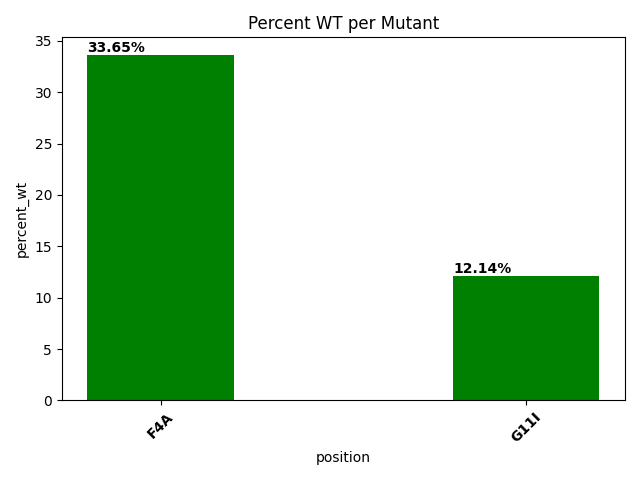 Percent WT per Mutant
percent_wt
35
30
25
20
15
10
5
0
33.65%
12.14%
F4A
G11I
position